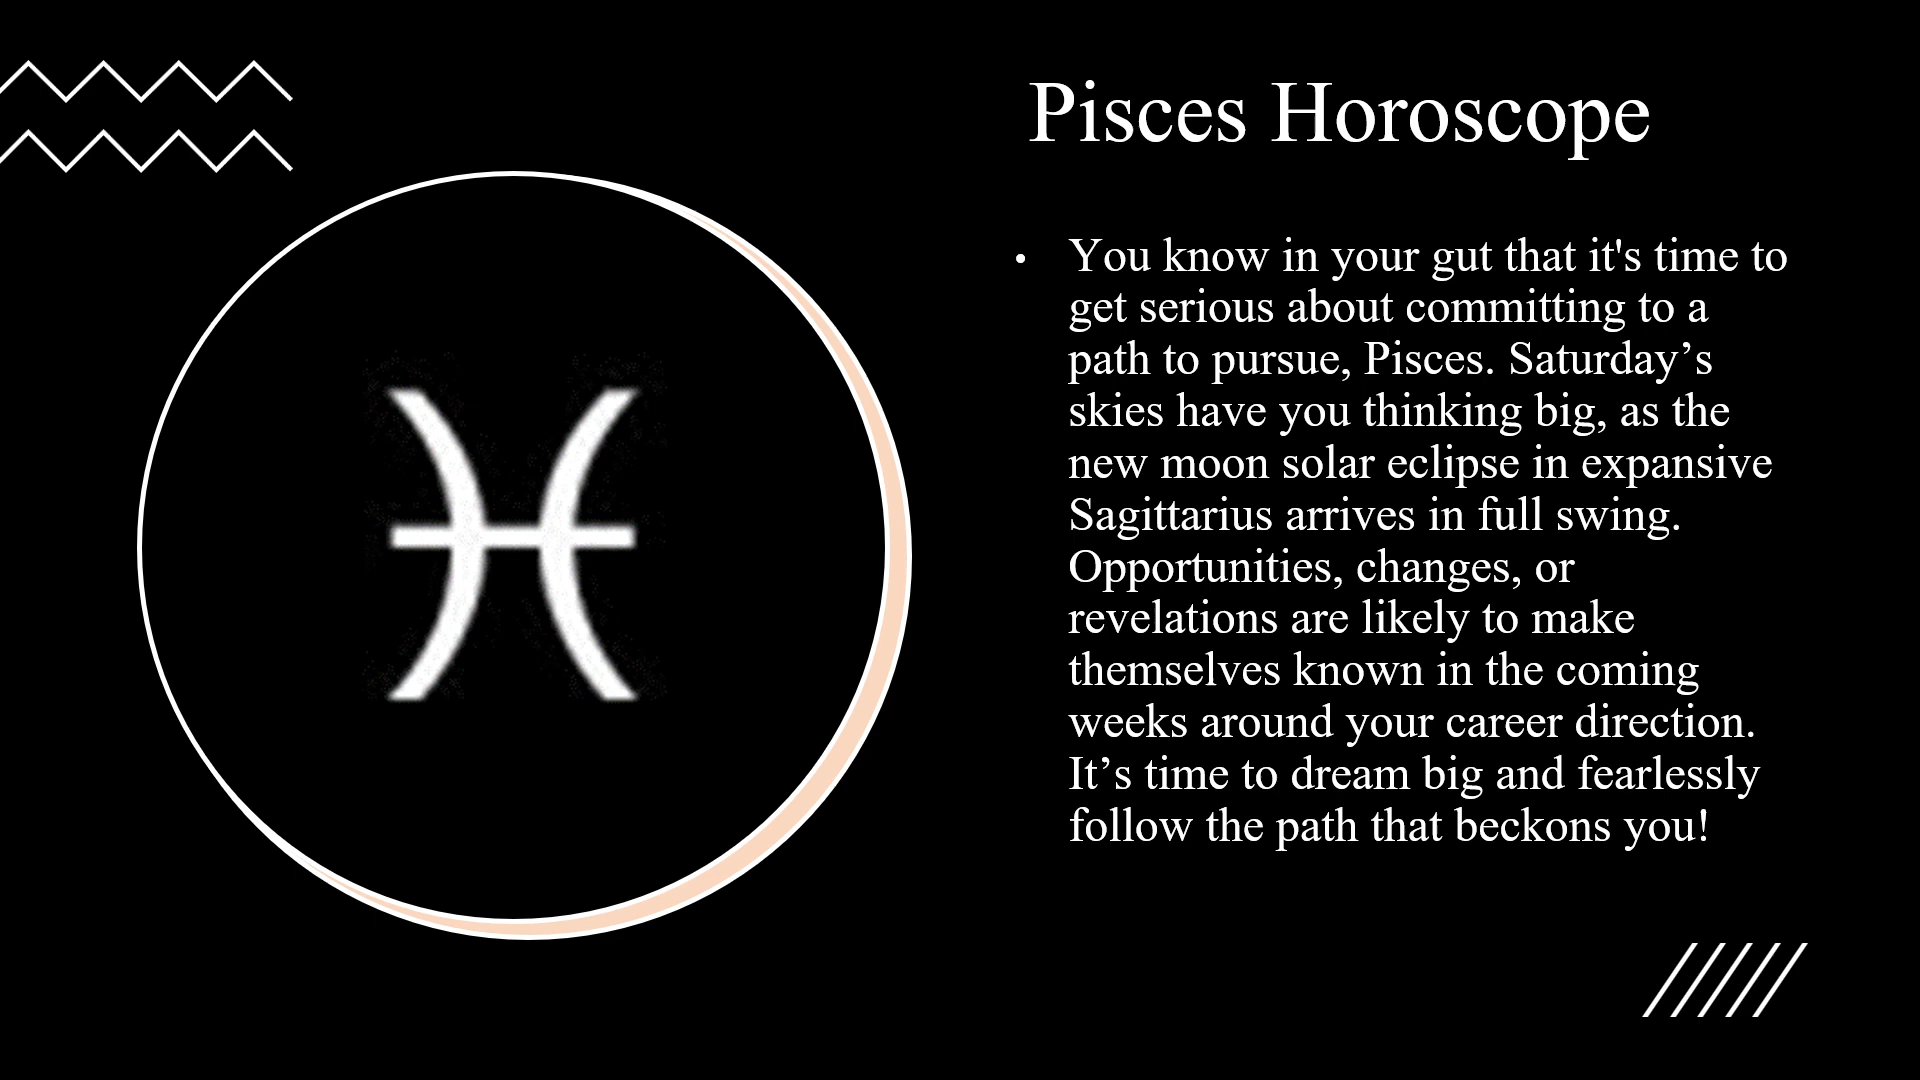 Pisces Horoscope
• You know in your gut that it's time to
get serious about committing to a
path to pursue, Pisces. Saturday’s
skies have you thinking big, as the
new moon solar eclipse in expansive
Sagittarius arrives in full swing.
Opportunities, changes, or
revelations are likely to make
themselves known in the coming
weeks around your career direction.
It’s time to dream big and fearlessly
follow the path that beckons you!